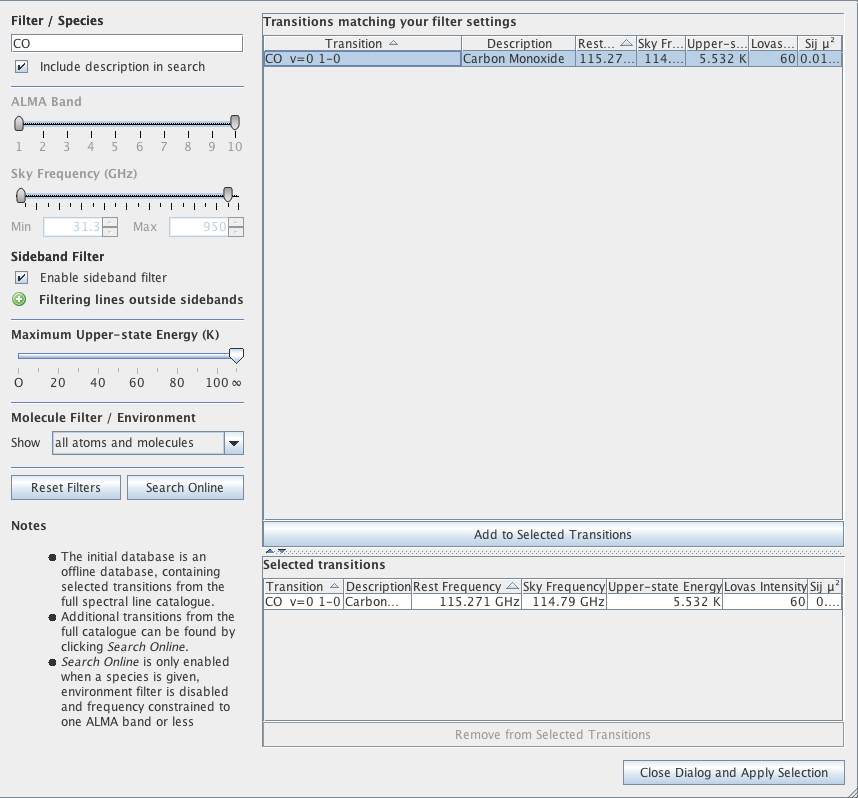 Filter / Species
CO
Include description in search
ALMA Band
1 2 3 4 5 6 7 8 9 10
Sky Frequency (GHz)
Min 31.3 Max 950
Sideband Filter
Enable sideband filter
Filtering lines outside sidebands
Maximum Upper-state Energy (K)
0 20 40 60 80 100 ∞
Molecule Filter / Environment
Show all atoms and molecules
Reset Filters Search Online
Notes
The initial database is an
offline database, containing
selected transitions from the
full spectral line catalogue.
Additional transitions from the
full catalogue can be found by
clicking Search Online.
Search Online is only enabled
when a species is given,
environment filter is disabled
and frequency constrained to
one ALMA band or less
Transitions matching your filter settings
Transition Description Rest... Sky Fr... Upper-s... Lovas... Sij μ²
CO v=0 1-0 Carbon Monoxide 115.27... 114.... 5.532 K 60 0.01...
Add to Selected Transitions
Selected transitions
Transition Description Rest Frequency Sky Frequency Upper-state Energy Lovas Intensity Sij μ²
CO v=0 1-0 Carbon... 115.271 GHz 114.79 GHz 5.532 K 60 0....
Remove from Selected Transitions
Close Dialog and Apply Selection